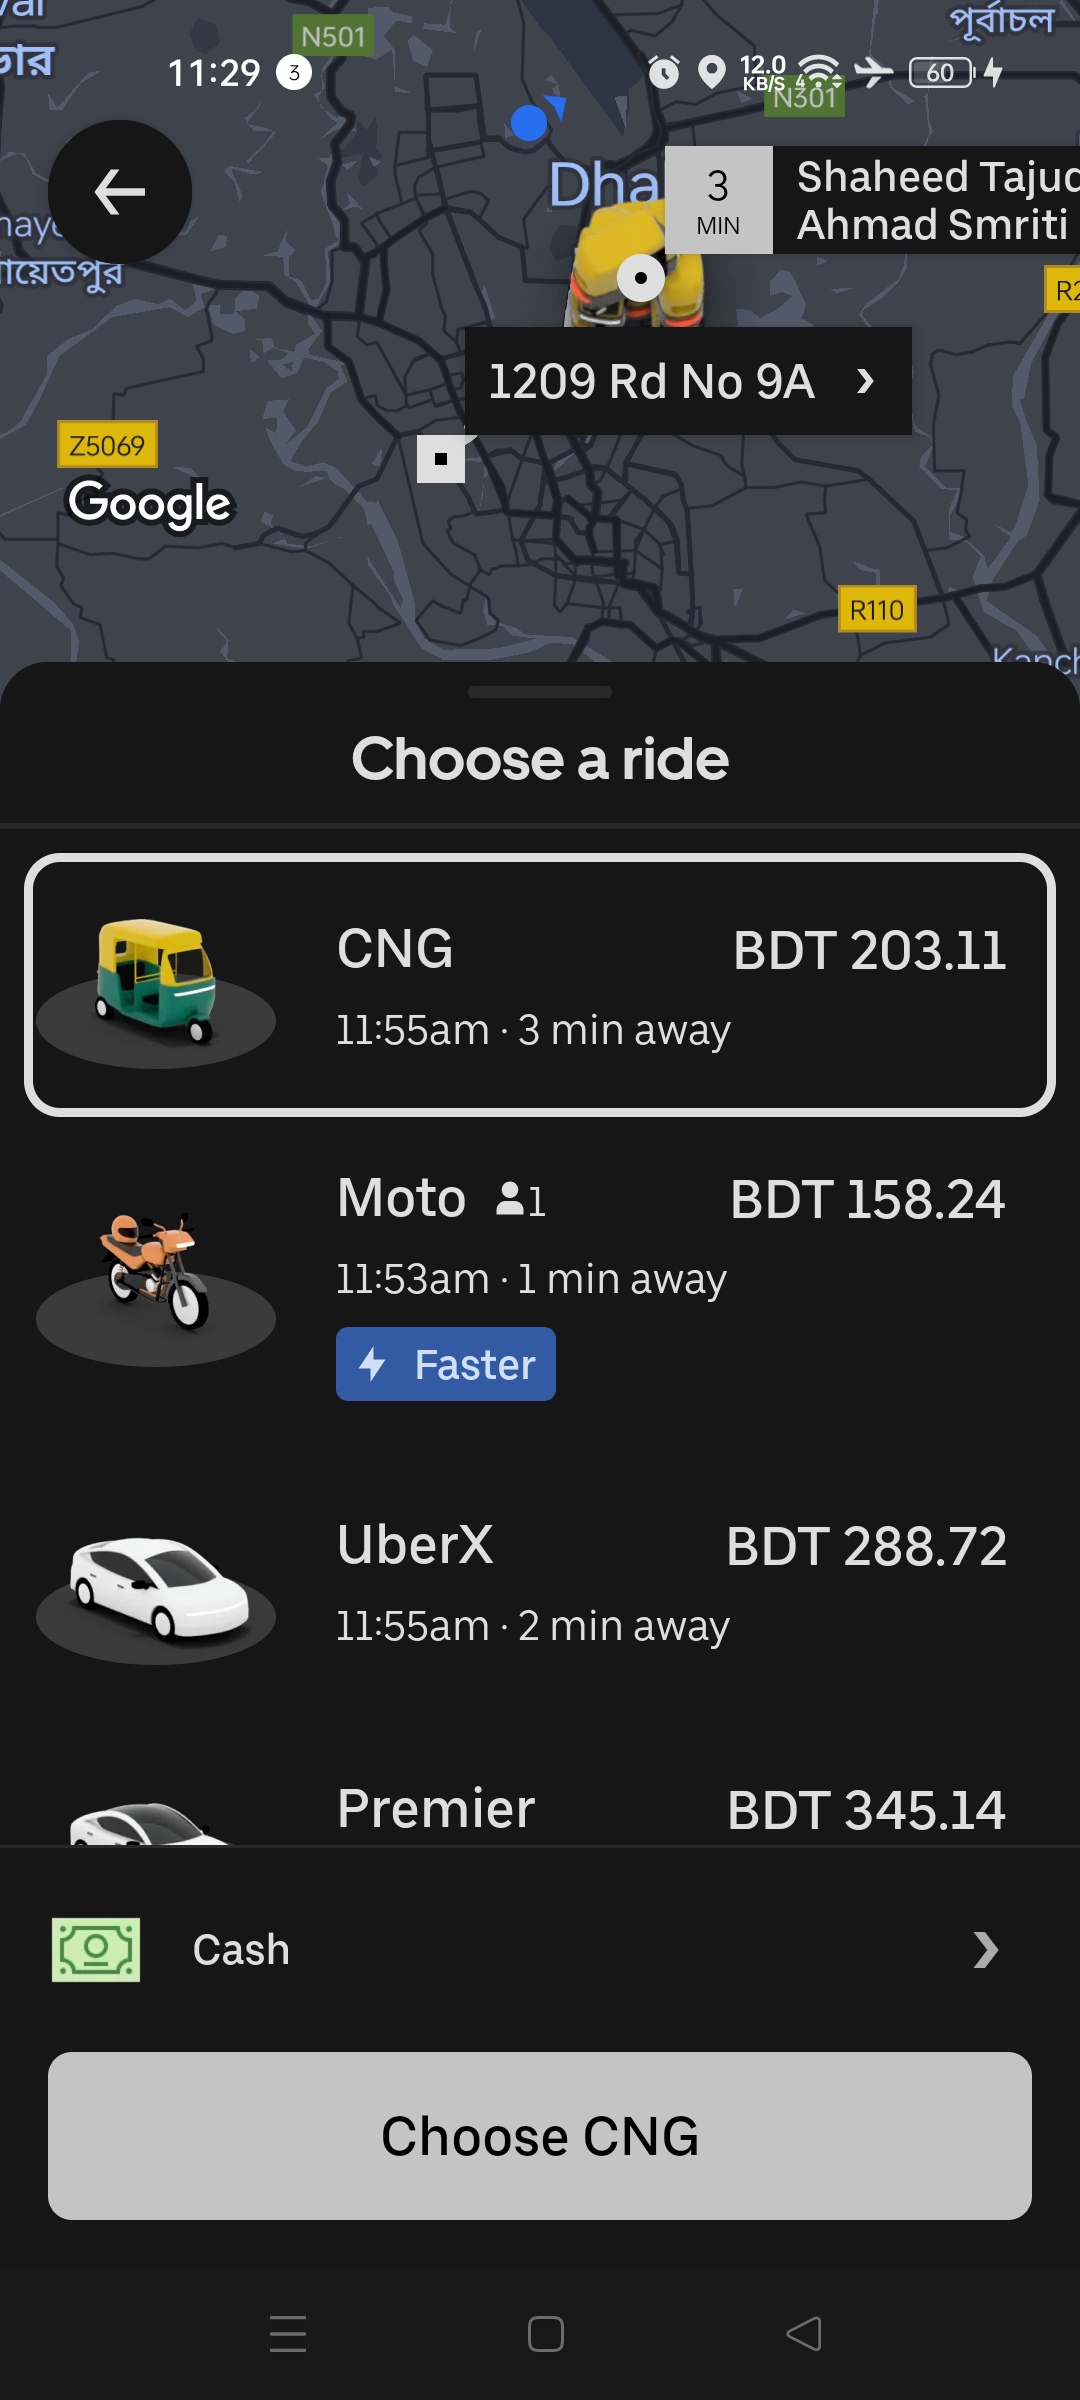 ভার
N501
পূর্বাচল
11:29
3
12.0
KB/S
4
60
N301
Dha
3
MIN
Shaheed Tajud
Ahmad Smriti
য়েতপুর
R2
1209 Rd No 9A
Z5069
Google
R110
Kanch
Choose a ride
CNG
BDT 203.11
11:55am · 3 min away
Moto 1
BDT 158.24
11:53am · 1 min away
Faster
UberX
BDT 288.72
11:55am · 2 min away
Premier
BDT 345.14
Cash
Choose CNG